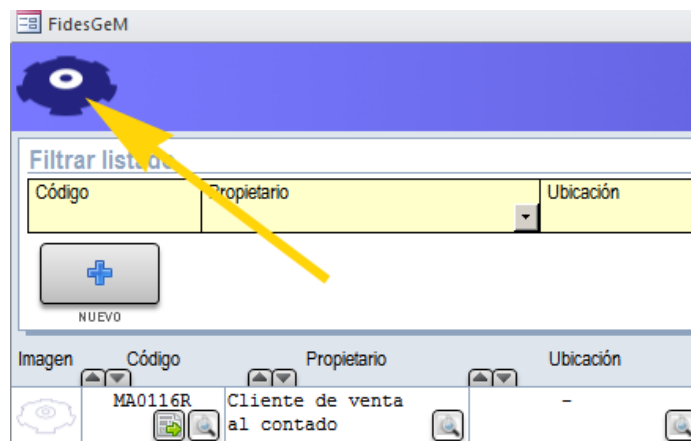 FidesGeM
Filtrar listado
Código Propietario Ubicación
NUEVO
Imagen Código Propietario Ubicación
MA0116R Cliente de venta -
al contado